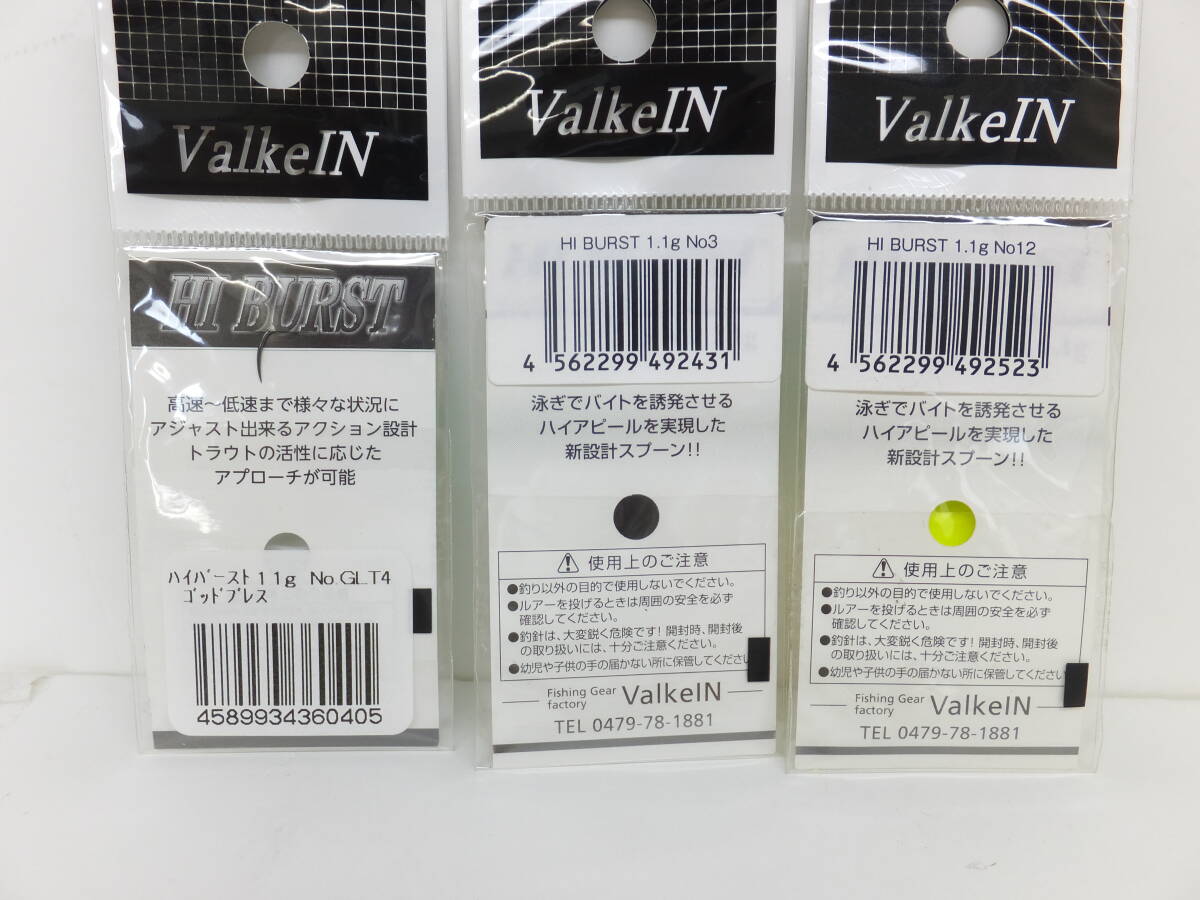 ValkeIN
HI BURST
高速～低速まで様々な状況に
アジャスト出来るアクション設計
トラウトの活性に応じた
アプローチが可能
ﾊｲﾊﾞｰｽﾄ11g No.GLT4
ｺﾞｯﾄﾞﾌﾞﾚｽ
4589934360405
ValkeIN
HI BURST 1.1g No3
4 562299 492431
泳ぎでバイトを誘発させる
ハイアピールを実現した
新設計スプーン!!
使用上のご注意
●釣り以外の目的で使用しないでください。
●ルアーを投げるときは周囲の安全を必ず
確認してください。
●釣針は、大変鋭く危険です！開封時、開封後
の取り扱いには、十分ご注意ください。
●幼児や子供の手の届かない所に保管してください
Fishing Gear
factory
ValkeIN
TEL 0479-78-1881
ValkeIN
HI BURST 1.1g No12
4 562299 492523
泳ぎでバイトを誘発させる
ハイアピールを実現した
新設計スプーン!!
使用上のご注意
●釣り以外の目的で使用しないでください。
●ルアーを投げるときは周囲の安全を必ず
確認してください。
●釣針は、大変鋭く危険です！開封時、開封後
の取り扱いには、十分ご注意ください。
●幼児や子供の手の届かない所に保管してください
Fishing Gear
factory
ValkeIN
TEL 0479-78-1881